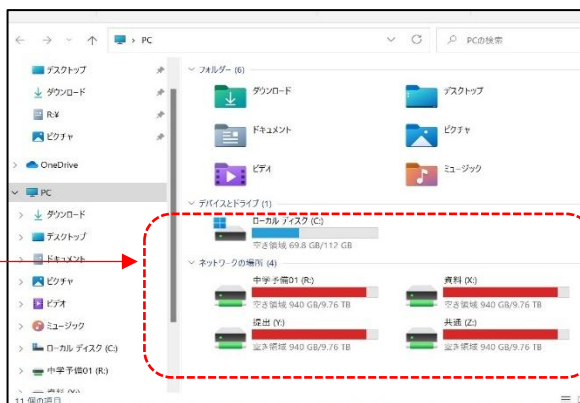 PC
PCの検索
デスクトップ
ダウンロード
R:¥
ピクチャ
OneDrive
PC
ダウンロード
デスクトップ
ドキュメント
ピクチャ
ビデオ
ミュージック
ローカル ディスク (C:)
中学予備01 (R:)
資料 (X:)
11 個の項目
フォルダー (6)
ダウンロード
デスクトップ
ドキュメント
ピクチャ
ビデオ
ミュージック
デバイスとドライブ (1)
ローカル ディスク (C:)
空き領域 69.8 GB/112 GB
ネットワークの場所 (4)
中学予備01 (R:)
空き領域 940 GB/9.76 TB
資料 (X:)
空き領域 940 GB/9.76 TB
提出 (Y:)
空き領域 940 GB/9.76 TB
共通 (Z:)
空き領域 940 GB/9.76 TB